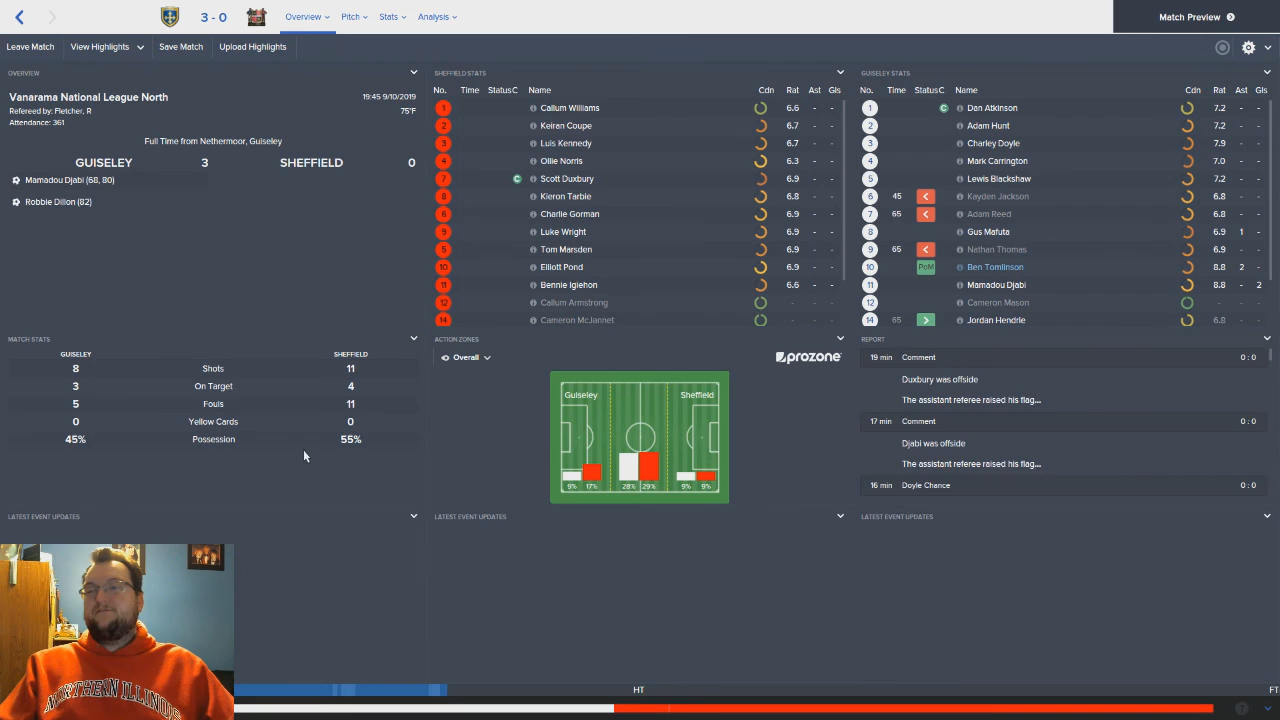 3 - 0
Overview
Pitch
Stats
Analysis
Match Preview
Leave Match
View Highlights
Save Match
Upload Highlights
OVERVIEW
Vanarama National League North
19:45 9/10/2019
Refereed by: Fletcher, R
75°F
Attendance: 361
Full Time from Nethermoor, Guiseley
GUISELEY 3 SHEFFIELD 0
Mamadou Djabi (68, 80)
Robbie Dillon (82)
SHEFFIELD STATS
No. Time Status C Name Cdn Rat Ast Gls
1 Callum Williams 6.6 - -
2 Keiran Coupe 6.7 - -
3 Luis Kennedy 6.7 - -
4 Ollie Norris 6.3 - -
7 C Scott Duxbury 6.9 - -
8 Kieron Tarbie 6.8 - -
6 Charlie Gorman 6.9 - -
9 Luke Wright 6.9 - -
5 Tom Marsden 6.9 - -
10 Elliott Pond 6.9 - -
11 Bennie Igiehon 6.6 - -
12 Callum Armstrong - - -
14 Cameron McJannet - - -
GUISELEY STATS
No. Time Status C Name Cdn Rat Ast Gls
1 C Dan Atkinson 7.2 - -
2 Adam Hunt 7.2 - -
3 Charley Doyle 7.9 - -
4 Mark Carrington 7.0 - -
5 Lewis Blackshaw 7.2 - -
6 45 Kayden Jackson 6.8 - -
7 65 Adam Reed 6.8 - -
8 Gus Mafuta 6.9 1 -
9 65 Nathan Thomas 6.9 - -
10 PoM Ben Tomlinson 8.8 2 -
11 Mamadou Djabi 8.8 - 2
12 Cameron Mason - - -
14 65 Jordan Hendrie 6.8 - -
MATCH STATS
GUISELEY SHEFFIELD
8 Shots 11
3 On Target 4
5 Fouls 11
0 Yellow Cards 0
45% Possession 55%
ACTION ZONES
Overall
prozone
Guiseley Sheffield
9% 17% 28% 29% 9% 9%
REPORT
19 min Comment 0 : 0
Duxbury was offside
The assistant referee raised his flag...
17 min Comment 0 : 0
Djabi was offside
The assistant referee raised his flag...
16 min Doyle Chance 0 : 0
LATEST EVENT UPDATES
LATEST EVENT UPDATES
LATEST EVENT UPDATES
NORTHERN ILLINOIS
HT
FT